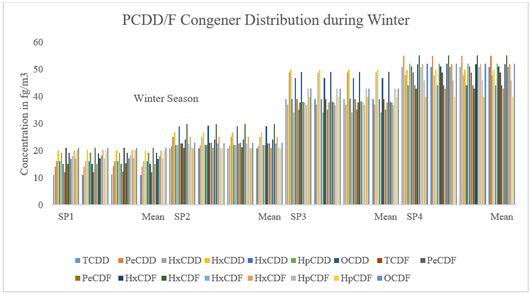 PCDD/F Congener Distribution during Winter
Concentration in fg/m3
60
50
40
30
20
10
0
Winter Season
SP1 Mean SP2 Mean SP3 Mean SP4 Mean
TCDD PeCDD HxCDD HxCDD HxCDD HpCDD OCDD TCDF PeCDF
PeCDF HxCDF HxCDF HxCDF HxCDF HpCDF HpCDF OCDF